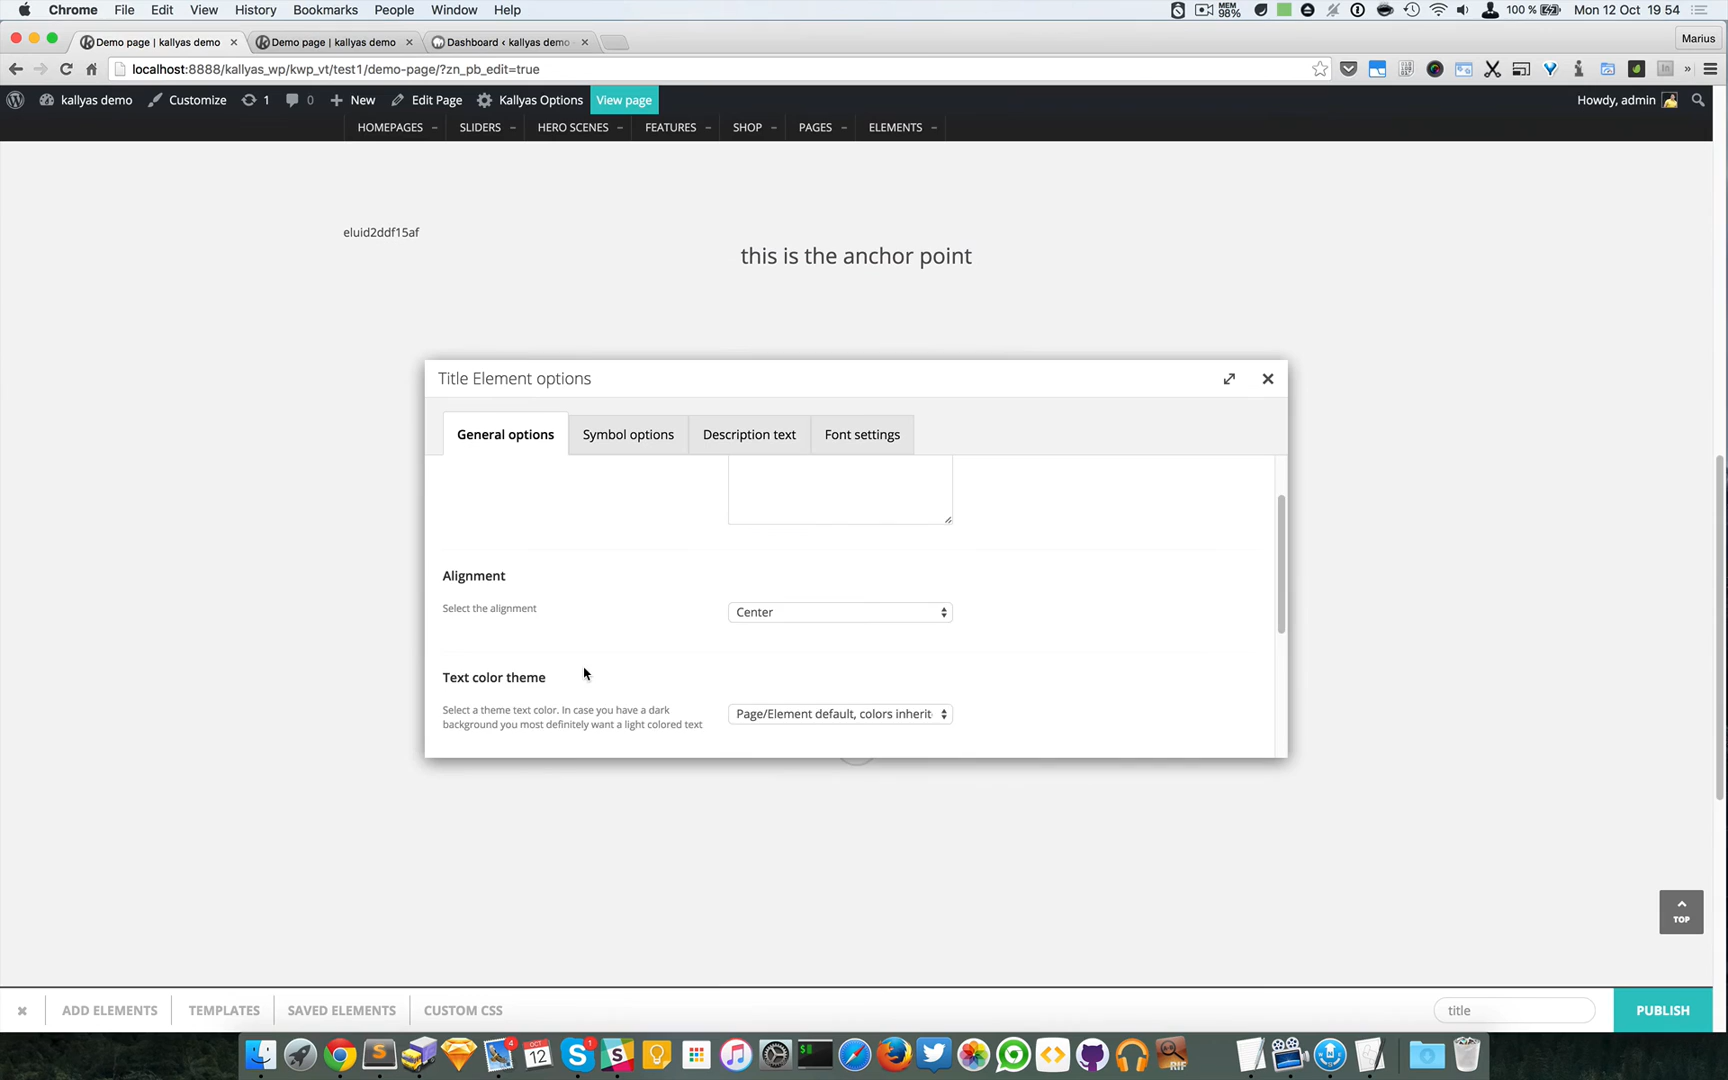 Chrome File Edit View History Bookmarks People Window Help
MEM 98% 100 % Mon 12 Oct 19 54
Demo page | kallyas demo
Demo page | kallyas demo
Dashboard ‹ kallyas demo
Marius
localhost:8888/kallyas_wp/kwp_vt/test1/demo-page/?zn_pb_edit=true
kallyas demo Customize 1 0 New Edit Page Kallyas Options View page Howdy, admin
HOMEPAGES SLIDERS HERO SCENES FEATURES SHOP PAGES ELEMENTS
eluid2ddf15af
this is the anchor point
Title Element options
General options Symbol options Description text Font settings
Alignment
Select the alignment
Center
Text color theme
Select a theme text color. In case you have a dark
background you most definitely want a light colored text
Page/Element default, colors inherit
TOP
ADD ELEMENTS TEMPLATES SAVED ELEMENTS CUSTOM CSS title PUBLISH
4
OCT
12
1
RIF